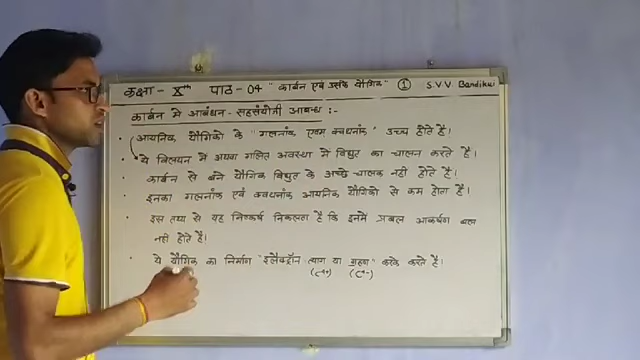 कक्षा - Xth पाठ - 04 "कार्बन एवं उसके यौगिक" 1 S.V.V Bandikui
कार्बन मे आबंधन - सहसंयोजी आबन्ध :-
• आयनिक यौगिको के "गलनांक एवम् क्वथनांक" उच्च होते है।
• ये विलयन में अथवा गलित अवस्था मे विद्युत का चालन करते है।
• कार्बन से बने यौगिक विद्युत के अच्छे चालक नही होते है।
• इनका गलनांक एवं क्वथनांक आयनिक यौगिको से कम होता है।
• इस तथ्य से यह निष्कर्ष निकलता है कि इनमें प्रबल आकर्षण बल
नही होते है।
• ये यौगिक का निर्माण "इलैक्ट्रॉन त्याग या ग्रहण" करके करते है।
(C⁴⁺) (C⁴⁻)